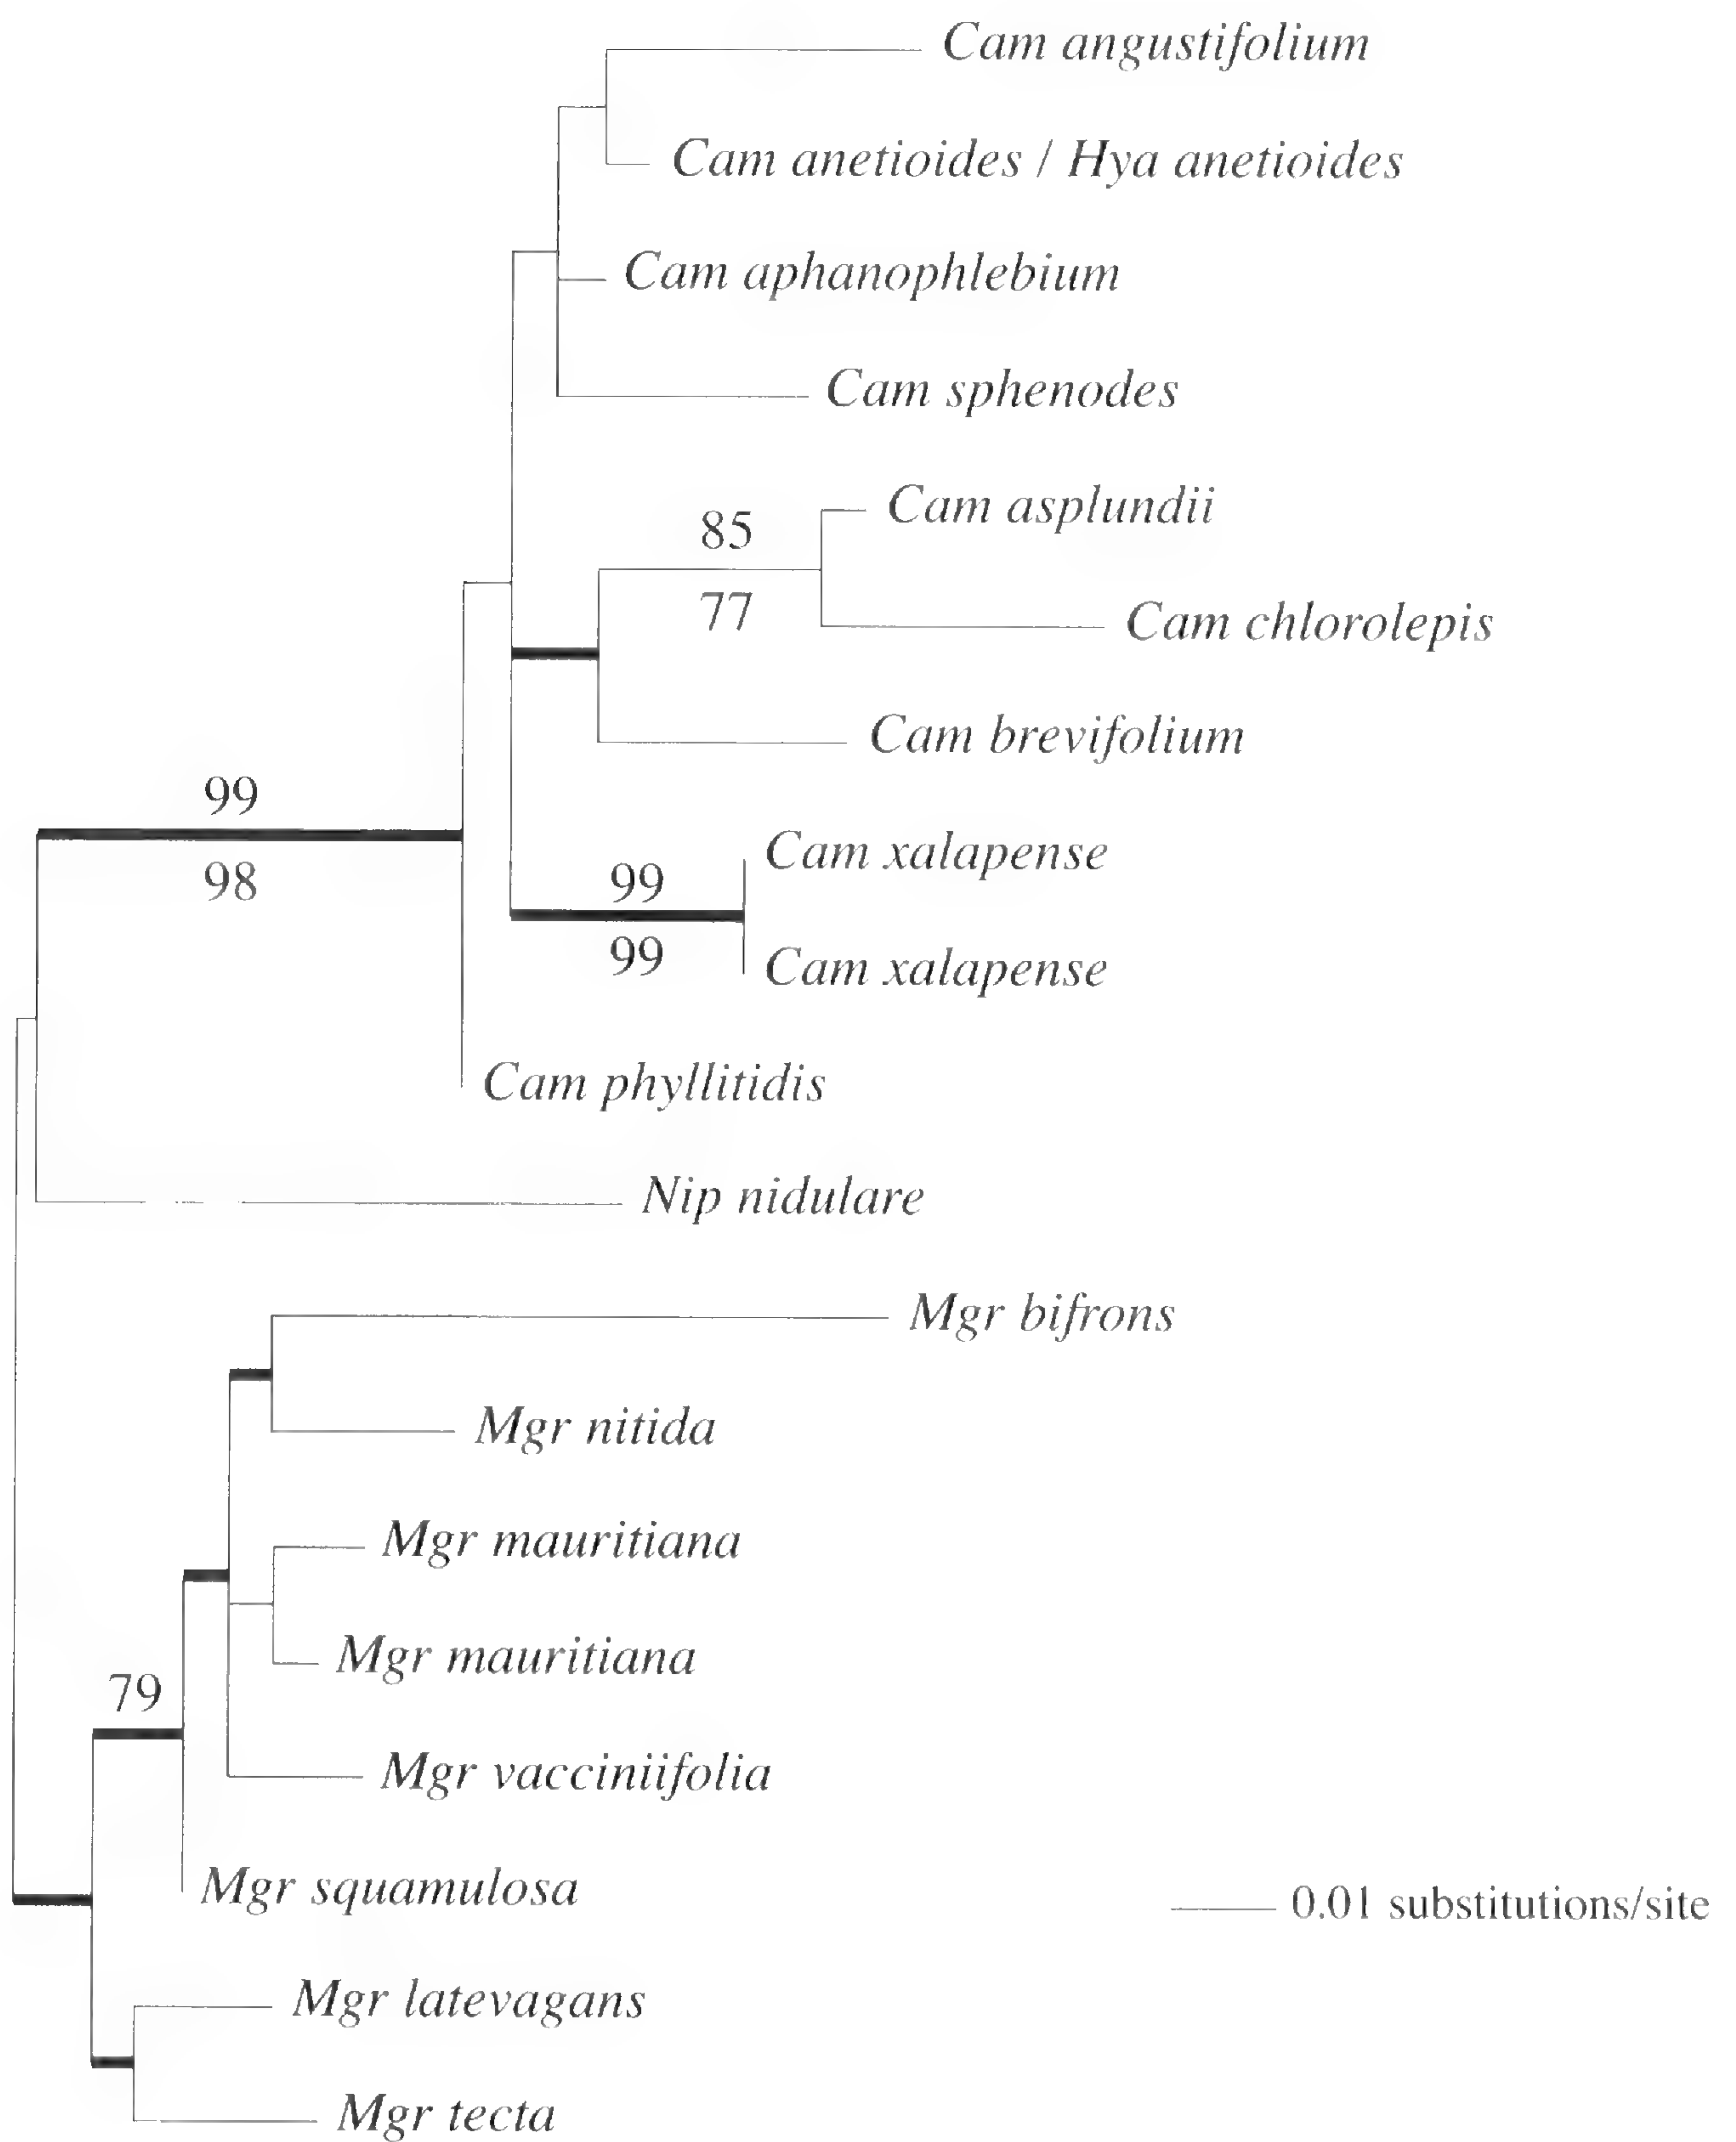 Cam angustifolium
Cam anetioides / Hya anetioides
Cam aphanophlebium
Cam sphenodes
Cam asplundii
85
77
Cam chlorolepis
Cam brevifolium
99
98
Cam xalapense
99
99
Cam xalapense
Cam phyllitidis
Nip nidulare
Mgr bifrons
Mgr nitida
Mgr mauritiana
Mgr mauritiana
79
Mgr vacciniifolia
Mgr squamulosa
0.01 substitutions/site
Mgr latevagans
Mgr tecta